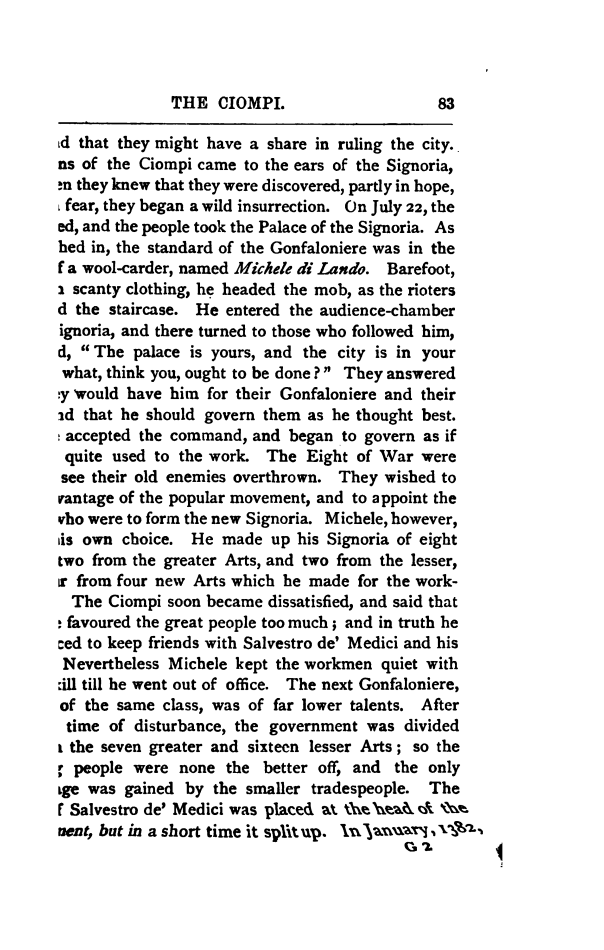 THE CIOMPI. 83
that they might have a share in ruling the city.
of the Ciompi came to the ears of the Signoria,
they knew that they were discovered, partly in hope,
fear, they began a wild insurrection. On July 22, the
and the people took the Palace of the Signoria. As
in, the standard of the Gonfaloniere was in the
a wool-carder, named Michele di Lando. Barefoot,
scanty clothing, he headed the mob, as the rioters
the staircase. He entered the audience-chamber
ignoria, and there turned to those who followed him,
"The palace is yours, and the city is in your
what, think you, ought to be done?" They answered
would have him for their Gonfaloniere and their
that he should govern them as he thought best.
accepted the command, and began to govern as if
quite used to the work. The Eight of War were
see their old enemies overthrown. They wished to
vantage of the popular movement, and to appoint the
who were to form the new Signoria. Michele, however,
own choice. He made up his Signoria of eight
two from the greater Arts, and two from the lesser,
from four new Arts which he made for the work-
The Ciompi soon became dissatisfied, and said that
favoured the great people too much; and in truth he
to keep friends with Salvestro de' Medici and his
Nevertheless Michele kept the workmen quiet with
till he went out of office. The next Gonfaloniere,
of the same class, was of far lower talents. After
time of disturbance, the government was divided
the seven greater and sixteen lesser Arts; so the
people were none the better off, and the only
was gained by the smaller tradespeople. The
f Salvestro de' Medici was placed at the head of the
ment, but in a short time it split up. In January, 1382,
G 2